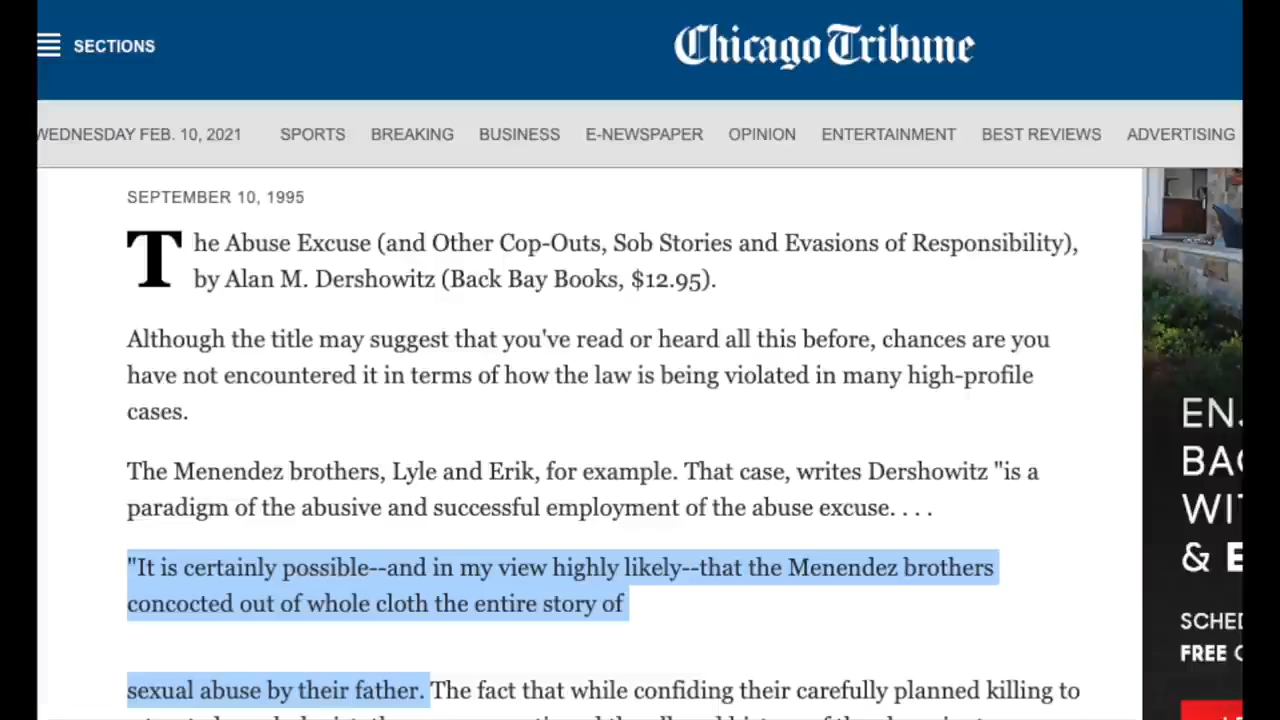 SECTIONS
Chicago Tribune
WEDNESDAY FEB. 10, 2021 SPORTS BREAKING BUSINESS E-NEWSPAPER OPINION ENTERTAINMENT BEST REVIEWS ADVERTISING
SEPTEMBER 10, 1995
The Abuse Excuse (and Other Cop-Outs, Sob Stories and Evasions of Responsibility),
by Alan M. Dershowitz (Back Bay Books, $12.95).
Although the title may suggest that you've read or heard all this before, chances are you
have not encountered it in terms of how the law is being violated in many high-profile
cases.
The Menendez brothers, Lyle and Erik, for example. That case, writes Dershowitz "is a
paradigm of the abusive and successful employment of the abuse excuse. . . .
"It is certainly possible--and in my view highly likely--that the Menendez brothers
concocted out of whole cloth the entire story of
sexual abuse by their father. The fact that while confiding their carefully planned killing to
EN
BA
WI
& E
SCHE
FREE